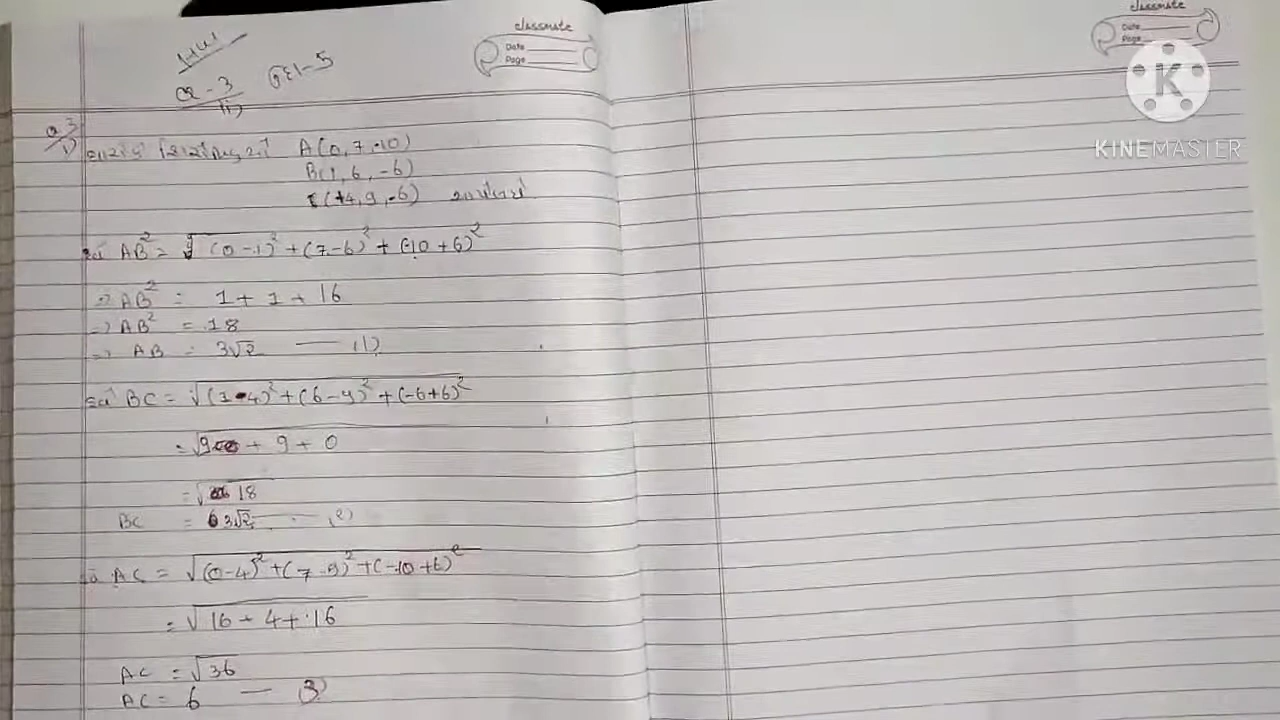 classmate
Date
Page
classmate
Date
Page
KINEMASTER
H.W
Q-3
A(0,7,-10)
B(1,6,-6)
C(4,9,-6)
AB² = √(0-1)²+(7-6)²+(-10+6)²
⇒ AB² = 1+1+16
⇒ AB² = 18
⇒ AB = 3√2 — (1)
BC = √(1-4)²+(6-9)²+(-6+6)²
= √9+9+0
= √18
BC = 3√2 (2)
AC = √(0-4)²+(7-9)²+(-10+6)²
= √16+4+16
AC = √36
AC = 6 — (3)